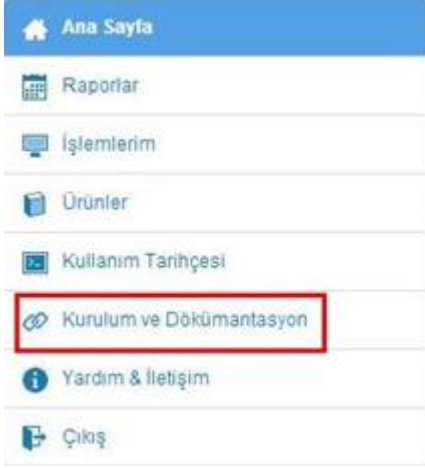 Ana Sayfa
Raporlar
İşlemlerim
Ürünler
Kullanım Tarihçesi
Kurulum ve Dökümantasyon
Yardım & İletişim
Çıkış